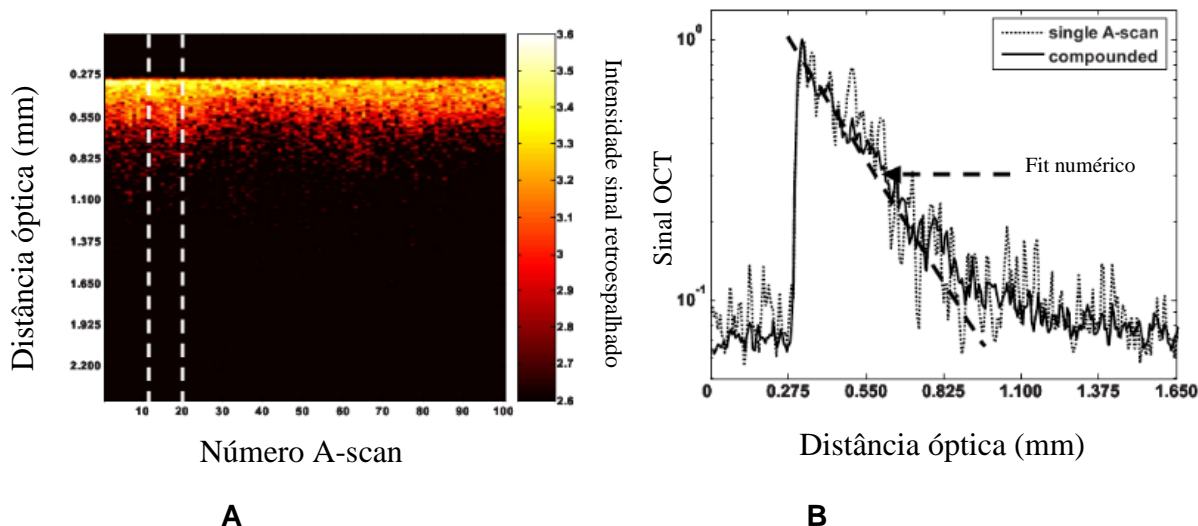 Distância óptica (mm)
0.275
0.550
0.825
1.100
1.375
1.650
1.925
2.200
10 20 30 40 50 60 70 80 90 100
Número A-scan
3.6
3.5
3.4
3.3
3.2
3.1
3.0
2.9
2.8
2.7
2.6
Intensidade sinal retroespalhado
A
Sinal OCT
10⁰
10⁻¹
single A-scan
compounded
Fit numérico
0 0.275 0.550 0.825 1.100 1.375 1.650
Distância óptica (mm)
B